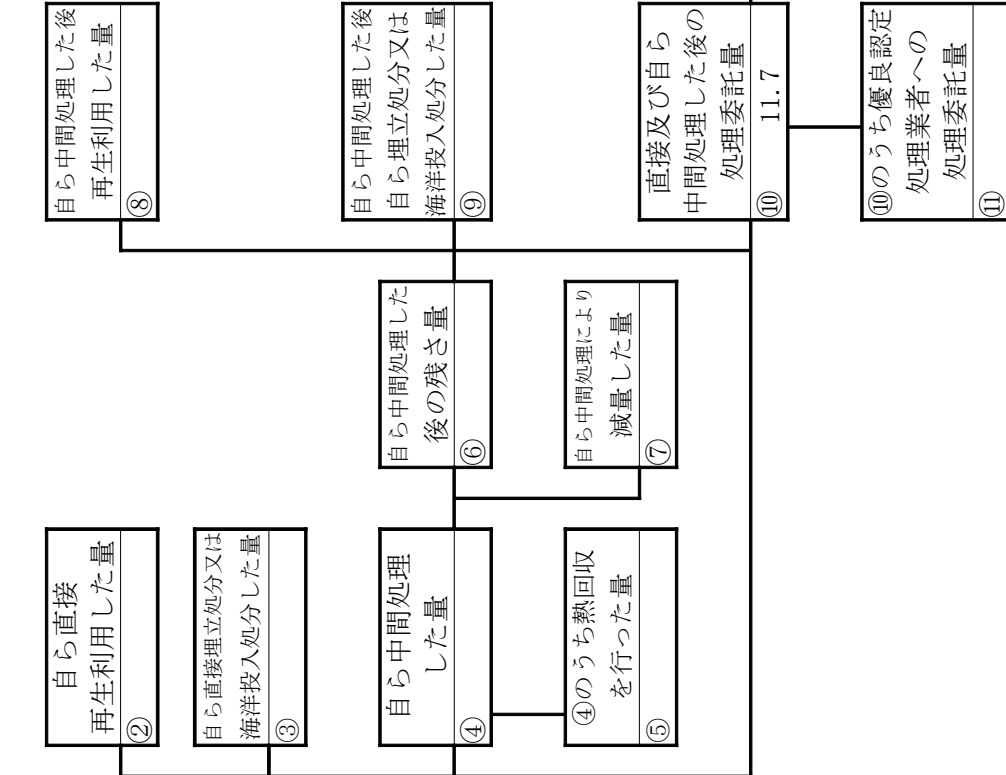 自ら直接
再生利用した量
②
自ら直接埋立処分又は
海洋投入処分した量
③
自ら中間処理
した量
④
④のうち熱回収
を行った量
⑤
自ら中間処理した
後の残さ量
⑥
自ら中間処理により
減量した量
⑦
自ら中間処理した後
再生利用した量
⑧
自ら中間処理した後
自ら埋立処分又は
海洋投入処分した量
⑨
直接及び自ら
中間処理した後の
処理委託量
⑩ 11.7
⑩のうち優良認定
処理業者への
処理委託量
⑪